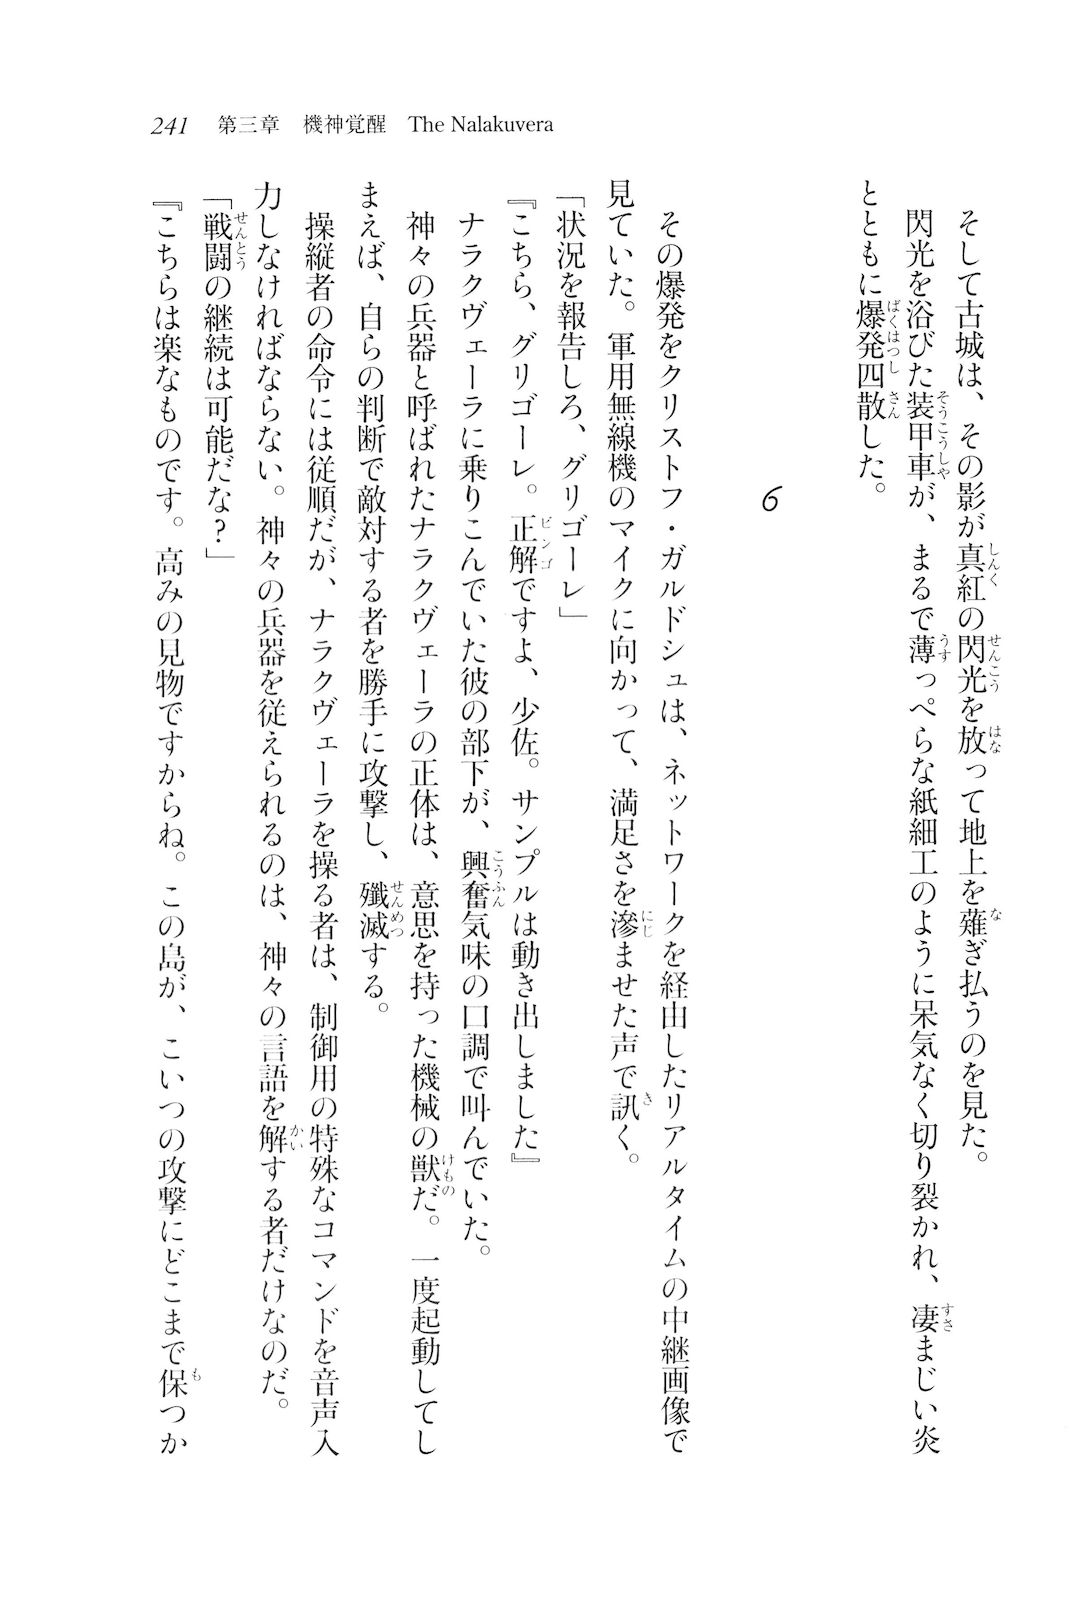 241 第三章 機神覚醒 The Nalakuvera
そして古城は、その影が真紅の閃光を放って地上を薙ぎ払うのを見た。
閃光を浴びた装甲車が、まるで薄っぺらな紙細工のように呆気なく切り裂かれ、凄まじい炎
とともに爆発四散した。
6
その爆発をクリストフ・ガルドシュは、ネットワークを経由したリアルタイムの中継画像で
見ていた。軍用無線機のマイクに向かって、満足さを滲ませた声で訊く。
「状況を報告しろ、グリゴーレ」
『こちら、グリゴーレ。正解ですよ、少佐。サンプルは動き出しました』
ナラクヴェーラに乗りこんでいた彼の部下が、興奮気味の口調で叫んでいた。
神々の兵器と呼ばれたナラクヴェーラの正体は、意思を持った機械の獣だ。一度起動してし
まえば、自らの判断で敵対する者を勝手に攻撃し、殲滅する。
操縦者の命令には従順だが、ナラクヴェーラを操る者は、制御用の特殊なコマンドを音声入
力しなければならない。神々の兵器を従えられるのは、神々の言語を解する者だけなのだ。
「戦闘の継続は可能だな?」
『こちらは楽なものです。高みの見物ですからね。この島が、こいつの攻撃にどこまで保つか